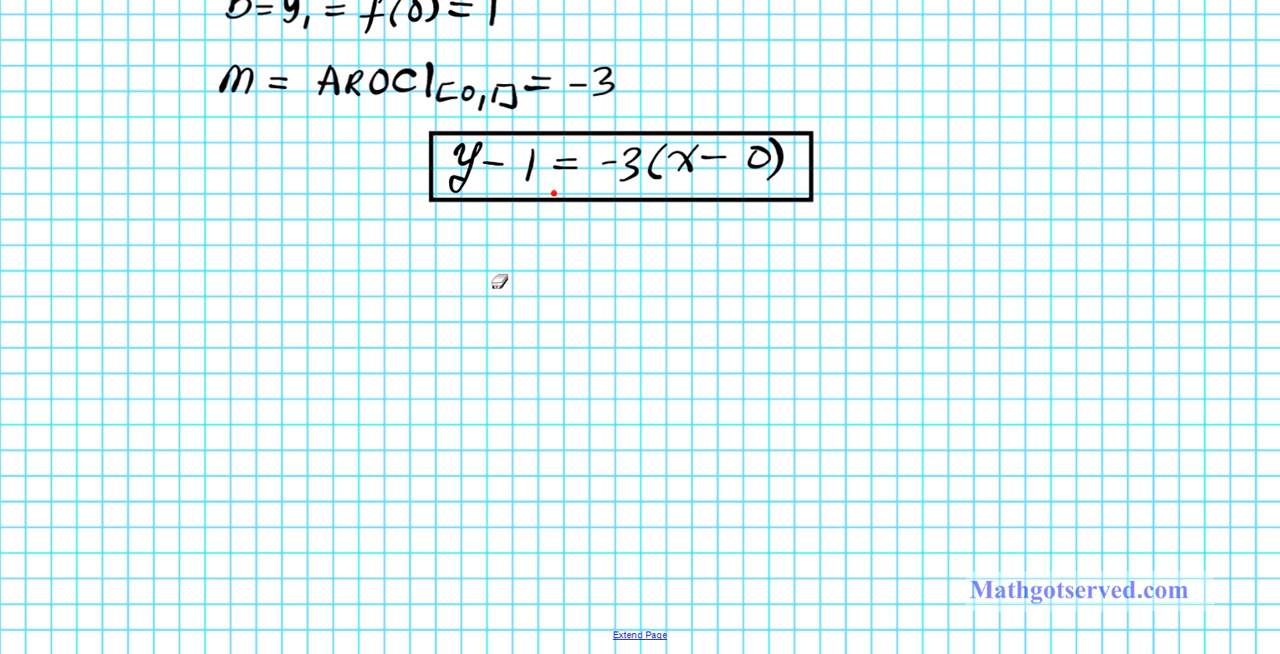 b = y₁ = f(0) = 1
m = AROC|[0,1] = -3
y - 1 = -3(x - 0)
Mathgotserved.com
Extend Page